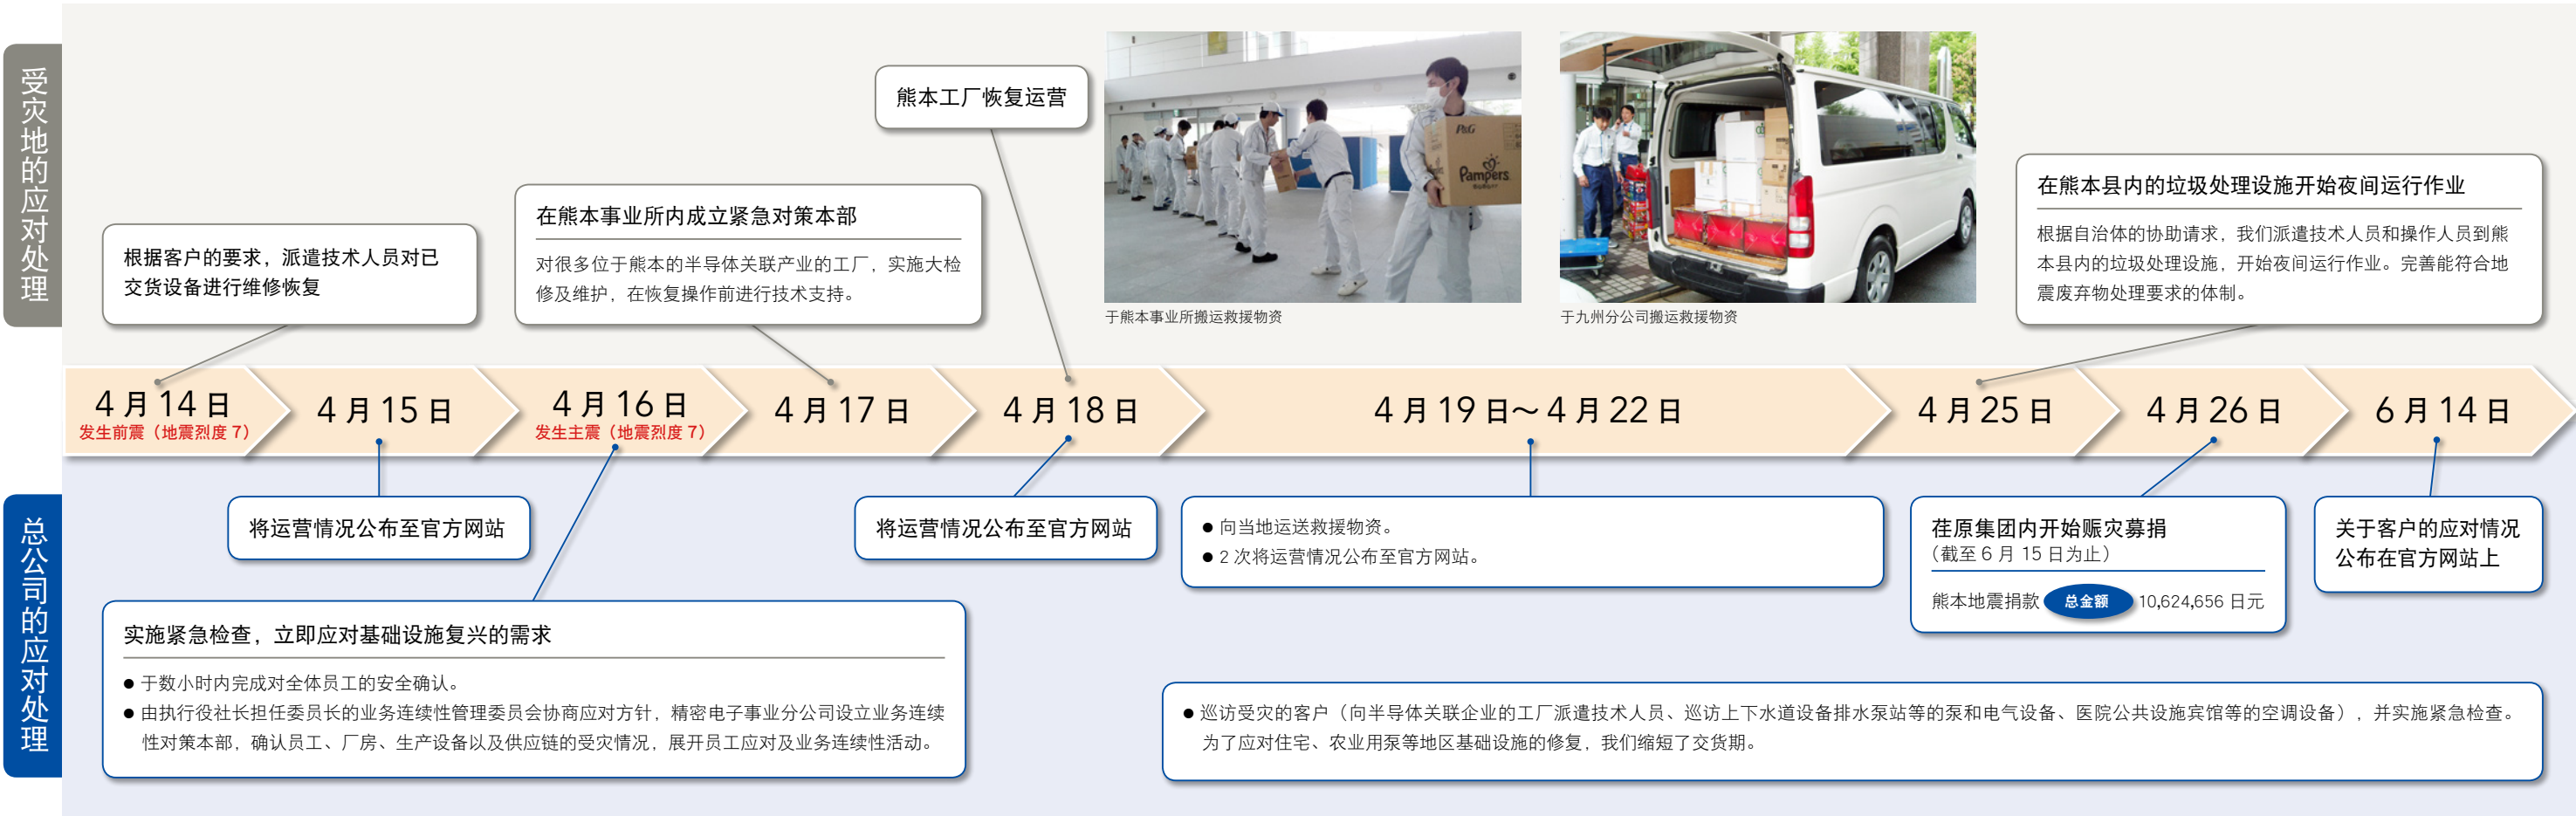 受灾地的应对处理
熊本工厂恢复运营
在熊本事业所内成立紧急对策本部
对很多位于熊本的半导体关联产业的工厂，实施大检
修及维护，在恢复操作前进行技术支持。
根据客户的要求，派遣技术人员对已
交货设备进行维修恢复
P&G
Pampers
于熊本事业所搬运救援物资
于九州分公司搬运救援物资
在熊本县内的垃圾处理设施开始夜间运行作业
根据自治体的协助请求，我们派遣技术人员和操作人员到熊
本县内的垃圾处理设施，开始夜间运行作业。完善能符合地
震废弃物处理要求的体制。
4 月 14 日
发生前震（地震烈度 7）
4 月 15 日
4 月 16 日
发生主震（地震烈度 7）
4 月 17 日
4 月 18 日
4 月 19 日～ 4 月 22 日
4 月 25 日
4 月 26 日
6 月 14 日
总公司的应对处理
将运营情况公布至官方网站
将运营情况公布至官方网站
● 向当地运送救援物资。
● 2 次将运营情况公布至官方网站。
荏原集团内开始赈灾募捐
（截至 6 月 15 日为止）
熊本地震捐款 总金额 10,624,656 日元
关于客户的应对情况
公布在官方网站上
实施紧急检查，立即应对基础设施复兴的需求
● 于数小时内完成对全体员工的安全确认。
● 由执行役社长担任委员长的业务连续性管理委员会协商应对方针，精密电子事业分公司设立业务连续
性对策本部，确认员工、厂房、生产设备以及供应链的受灾情况，展开员工应对及业务连续性活动。
● 巡访受灾的客户（向半导体关联企业的工厂派遣技术人员、巡访上下水道设备排水泵站等的泵和电气设备、医院公共设施宾馆等的空调设备），并实施紧急检查。
为了应对住宅、农业用泵等地区基础设施的修复，我们缩短了交货期。